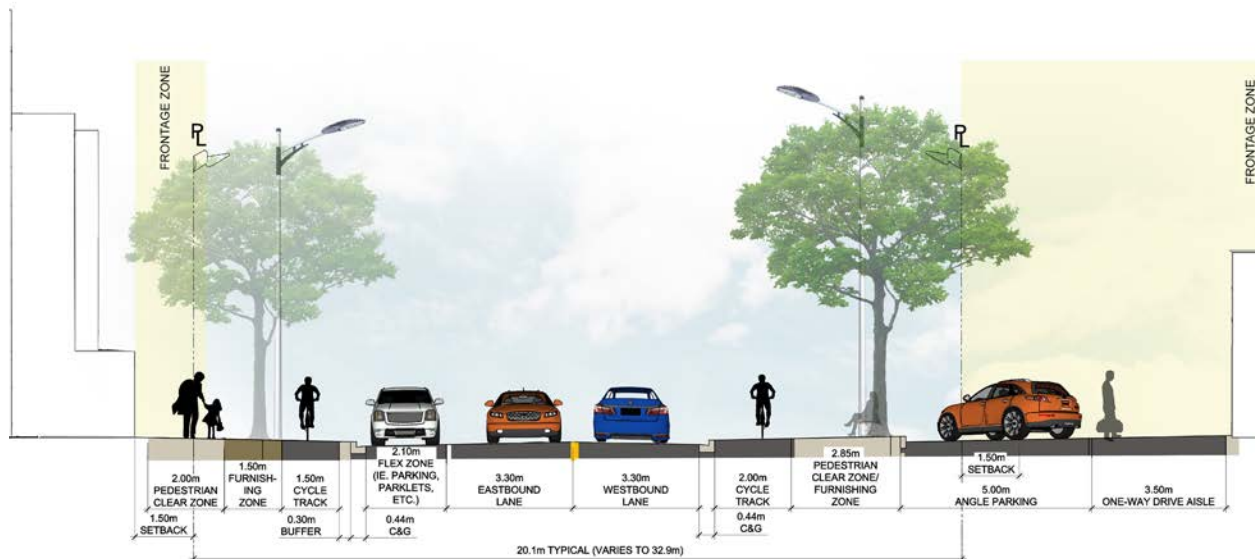 FRONTAGE ZONE
PL
PL
FRONTAGE ZONE
2.00m
PEDESTRIAN
CLEAR ZONE
1.50m
SETBACK
1.50m
FURNISH-
ING
ZONE
1.50m
CYCLE
TRACK
0.30m
BUFFER
2.10m
FLEX ZONE
(IE. PARKING,
PARKLETS,
ETC.)
0.44m
C&G
3.30m
EASTBOUND
LANE
3.30m
WESTBOUND
LANE
2.00m
CYCLE
TRACK
0.44m
C&G
2.85m
PEDESTRIAN
CLEAR ZONE/
FURNISHING
ZONE
1.50m
SETBACK
5.00m
ANGLE PARKING
3.50m
ONE-WAY DRIVE AISLE
20.1m TYPICAL (VARIES TO 32.9m)